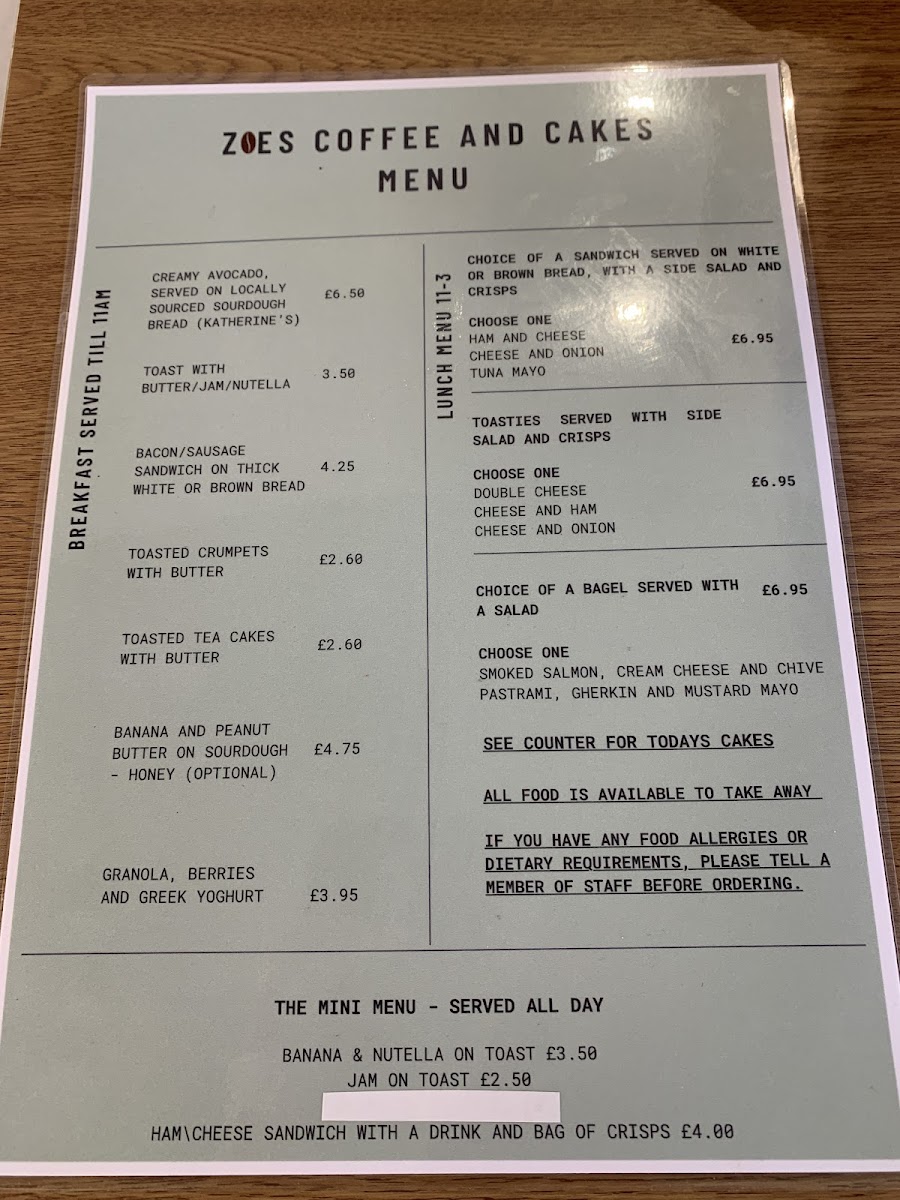 ZOES COFFEE AND CAKES
MENU
BREAKFAST SERVED TILL 11AM
CREAMY AVOCADO,
SERVED ON LOCALLY
SOURCED SOURDOUGH
BREAD (KATHERINE'S)
£6.50
TOAST WITH
BUTTER/JAM/NUTELLA
3.50
BACON/SAUSAGE
SANDWICH ON THICK
WHITE OR BROWN BREAD
4.25
TOASTED CRUMPETS
WITH BUTTER
£2.60
TOASTED TEA CAKES
WITH BUTTER
£2.60
BANANA AND PEANUT
BUTTER ON SOURDOUGH
- HONEY (OPTIONAL)
£4.75
GRANOLA, BERRIES
AND GREEK YOGHURT
£3.95
LUNCH MENU 11-3
CHOICE OF A SANDWICH SERVED ON WHITE
OR BROWN BREAD, WITH A SIDE SALAD AND
CRISPS
CHOOSE ONE
HAM AND CHEESE
CHEESE AND ONION
TUNA MAYO
£6.95
TOASTIES SERVED WITH SIDE
SALAD AND CRISPS
CHOOSE ONE
DOUBLE CHEESE
CHEESE AND HAM
CHEESE AND ONION
£6.95
CHOICE OF A BAGEL SERVED WITH
A SALAD
£6.95
CHOOSE ONE
SMOKED SALMON, CREAM CHEESE AND CHIVE
PASTRAMI, GHERKIN AND MUSTARD MAYO
SEE COUNTER FOR TODAYS CAKES
ALL FOOD IS AVAILABLE TO TAKE AWAY
IF YOU HAVE ANY FOOD ALLERGIES OR
DIETARY REQUIREMENTS, PLEASE TELL A
MEMBER OF STAFF BEFORE ORDERING.
THE MINI MENU - SERVED ALL DAY
BANANA & NUTELLA ON TOAST £3.50
JAM ON TOAST £2.50
HAM\CHEESE SANDWICH WITH A DRINK AND BAG OF CRISPS £4.00